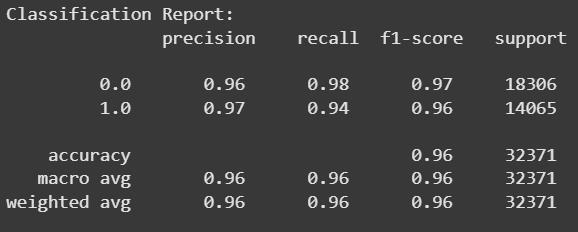 Classification Report:
precision recall f1-score support
0.0 0.96 0.98 0.97 18306
1.0 0.97 0.94 0.96 14065
accuracy 0.96 32371
macro avg 0.96 0.96 0.96 32371
weighted avg 0.96 0.96 0.96 32371